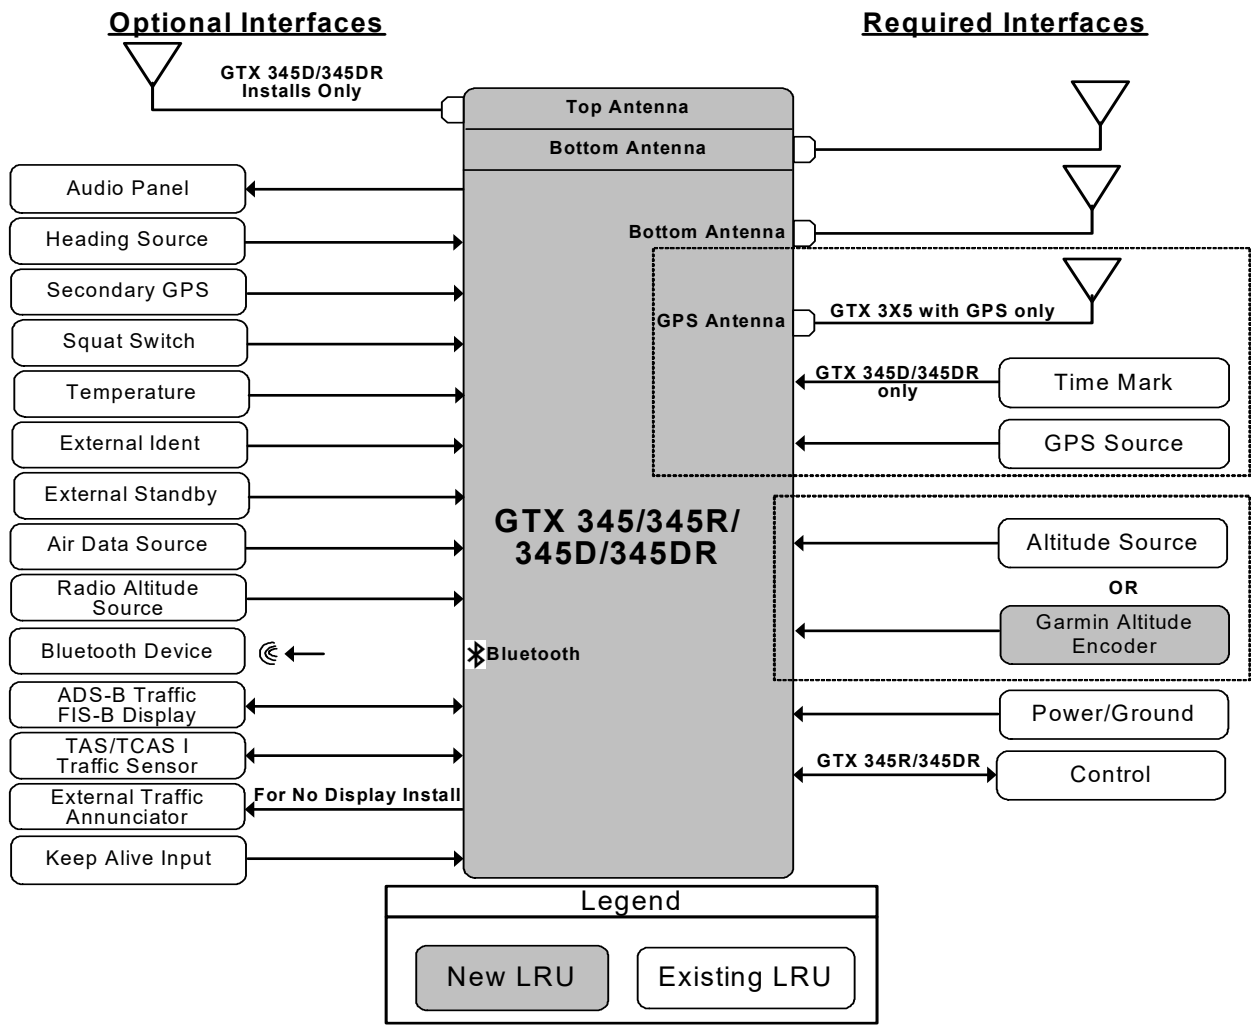 Optional Interfaces
Required Interfaces
GTX 345D/345DR
Installs Only
Top Antenna
Bottom Antenna
Audio Panel
Heading Source
Secondary GPS
Squat Switch
Temperature
External Ident
External Standby
Air Data Source
Radio Altitude
Source
Bluetooth Device
ADS-B Traffic
FIS-B Display
TAS/TCAS I
Traffic Sensor
External Traffic
Annunciator
For No Display Install
Keep Alive Input
GTX 345/345R/
345D/345DR
Bluetooth
Bottom Antenna
GPS Antenna
GTX 3X5 with GPS only
GTX 345D/345DR
only
Time Mark
GPS Source
Altitude Source
OR
Garmin Altitude
Encoder
Power/Ground
GTX 345R/345DR
Control
Legend
New LRU
Existing LRU